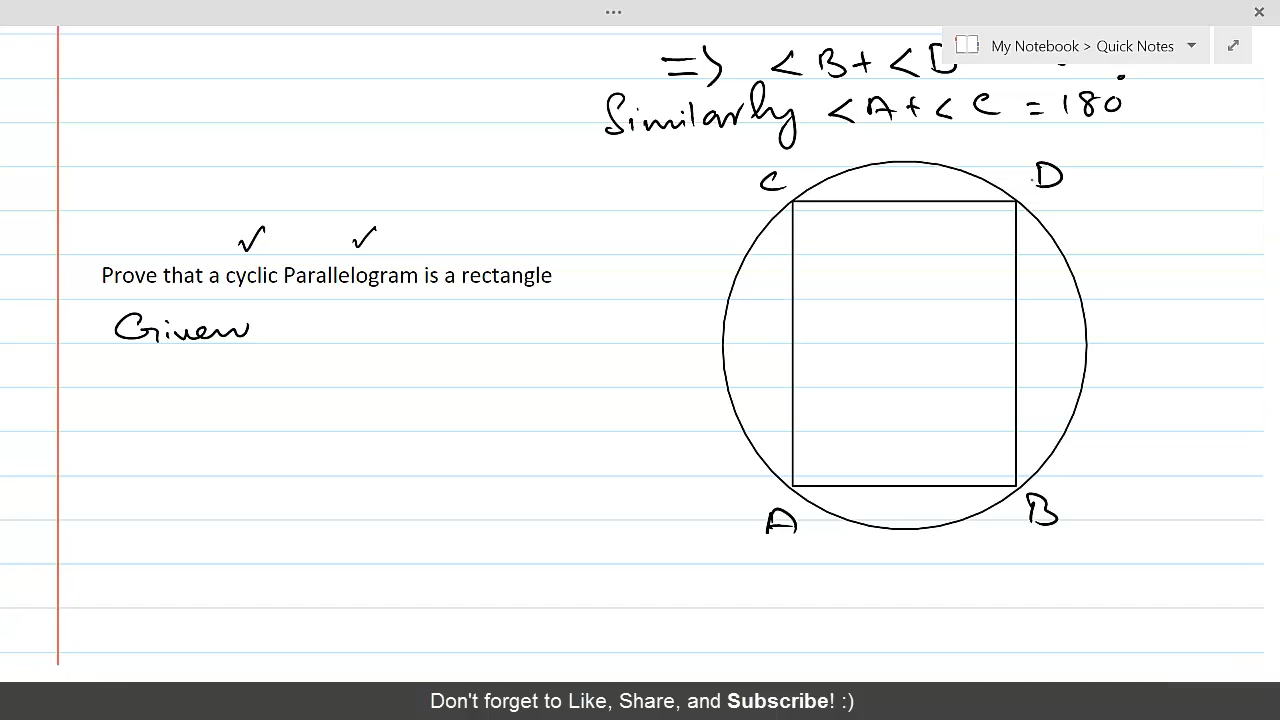 ...
My Notebook > Quick Notes
=> <B + <D
Similarly <A + <C = 180°
C
D
Prove that a cyclic Parallelogram is a rectangle
Given
A
B
Don't forget to Like, Share, and Subscribe! :)